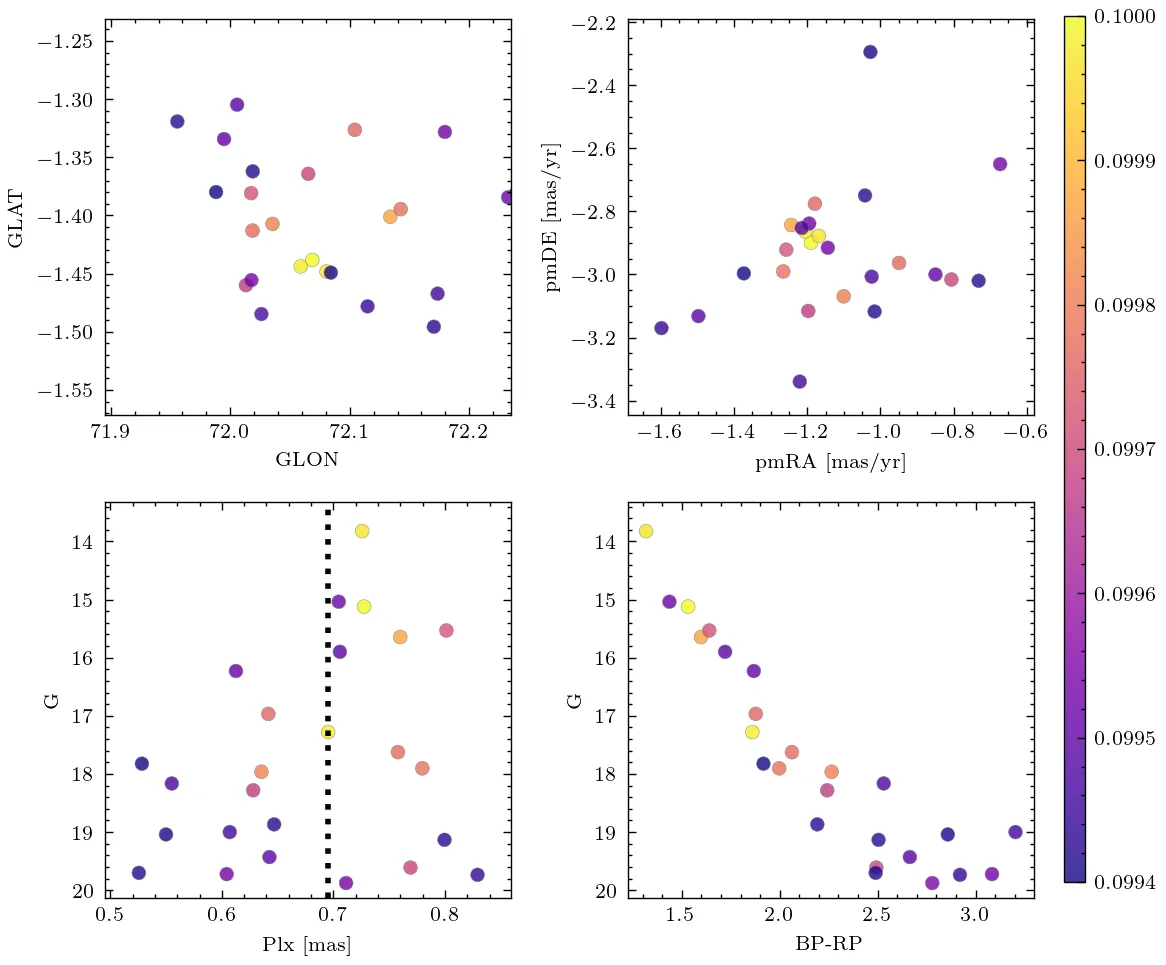 −1.25
−1.30
−1.35
−1.40
−1.45
−1.50
−1.55
GLAT
71.9 72.0 72.1 72.2
GLON
−2.2
−2.4
−2.6
−2.8
−3.0
−3.2
−3.4
pmDE [mas/yr]
−1.6 −1.4 −1.2 −1.0 −0.8 −0.6
pmRA [mas/yr]
14
15
16
17
18
19
20
G
0.5 0.6 0.7 0.8
Plx [mas]
14
15
16
17
18
19
20
G
1.5 2.0 2.5 3.0
BP-RP
0.1000
0.0999
0.0998
0.0997
0.0996
0.0995
0.0994